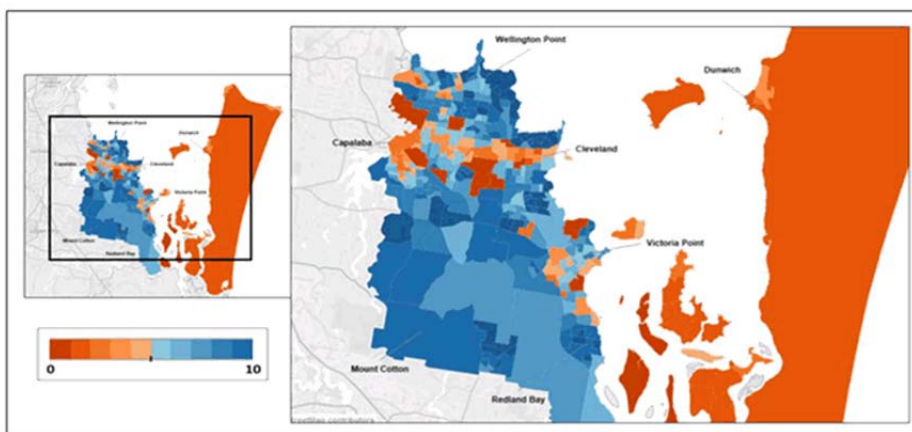 Wellington Point
Dunwich
Capalaba
Cleveland
Victoria Point
Mount Cotton
Redland Bay
Wellington Point
Dunwich
Capalaba
Cleveland
Victoria Point
Mount Cotton
Redland Bay
0
10